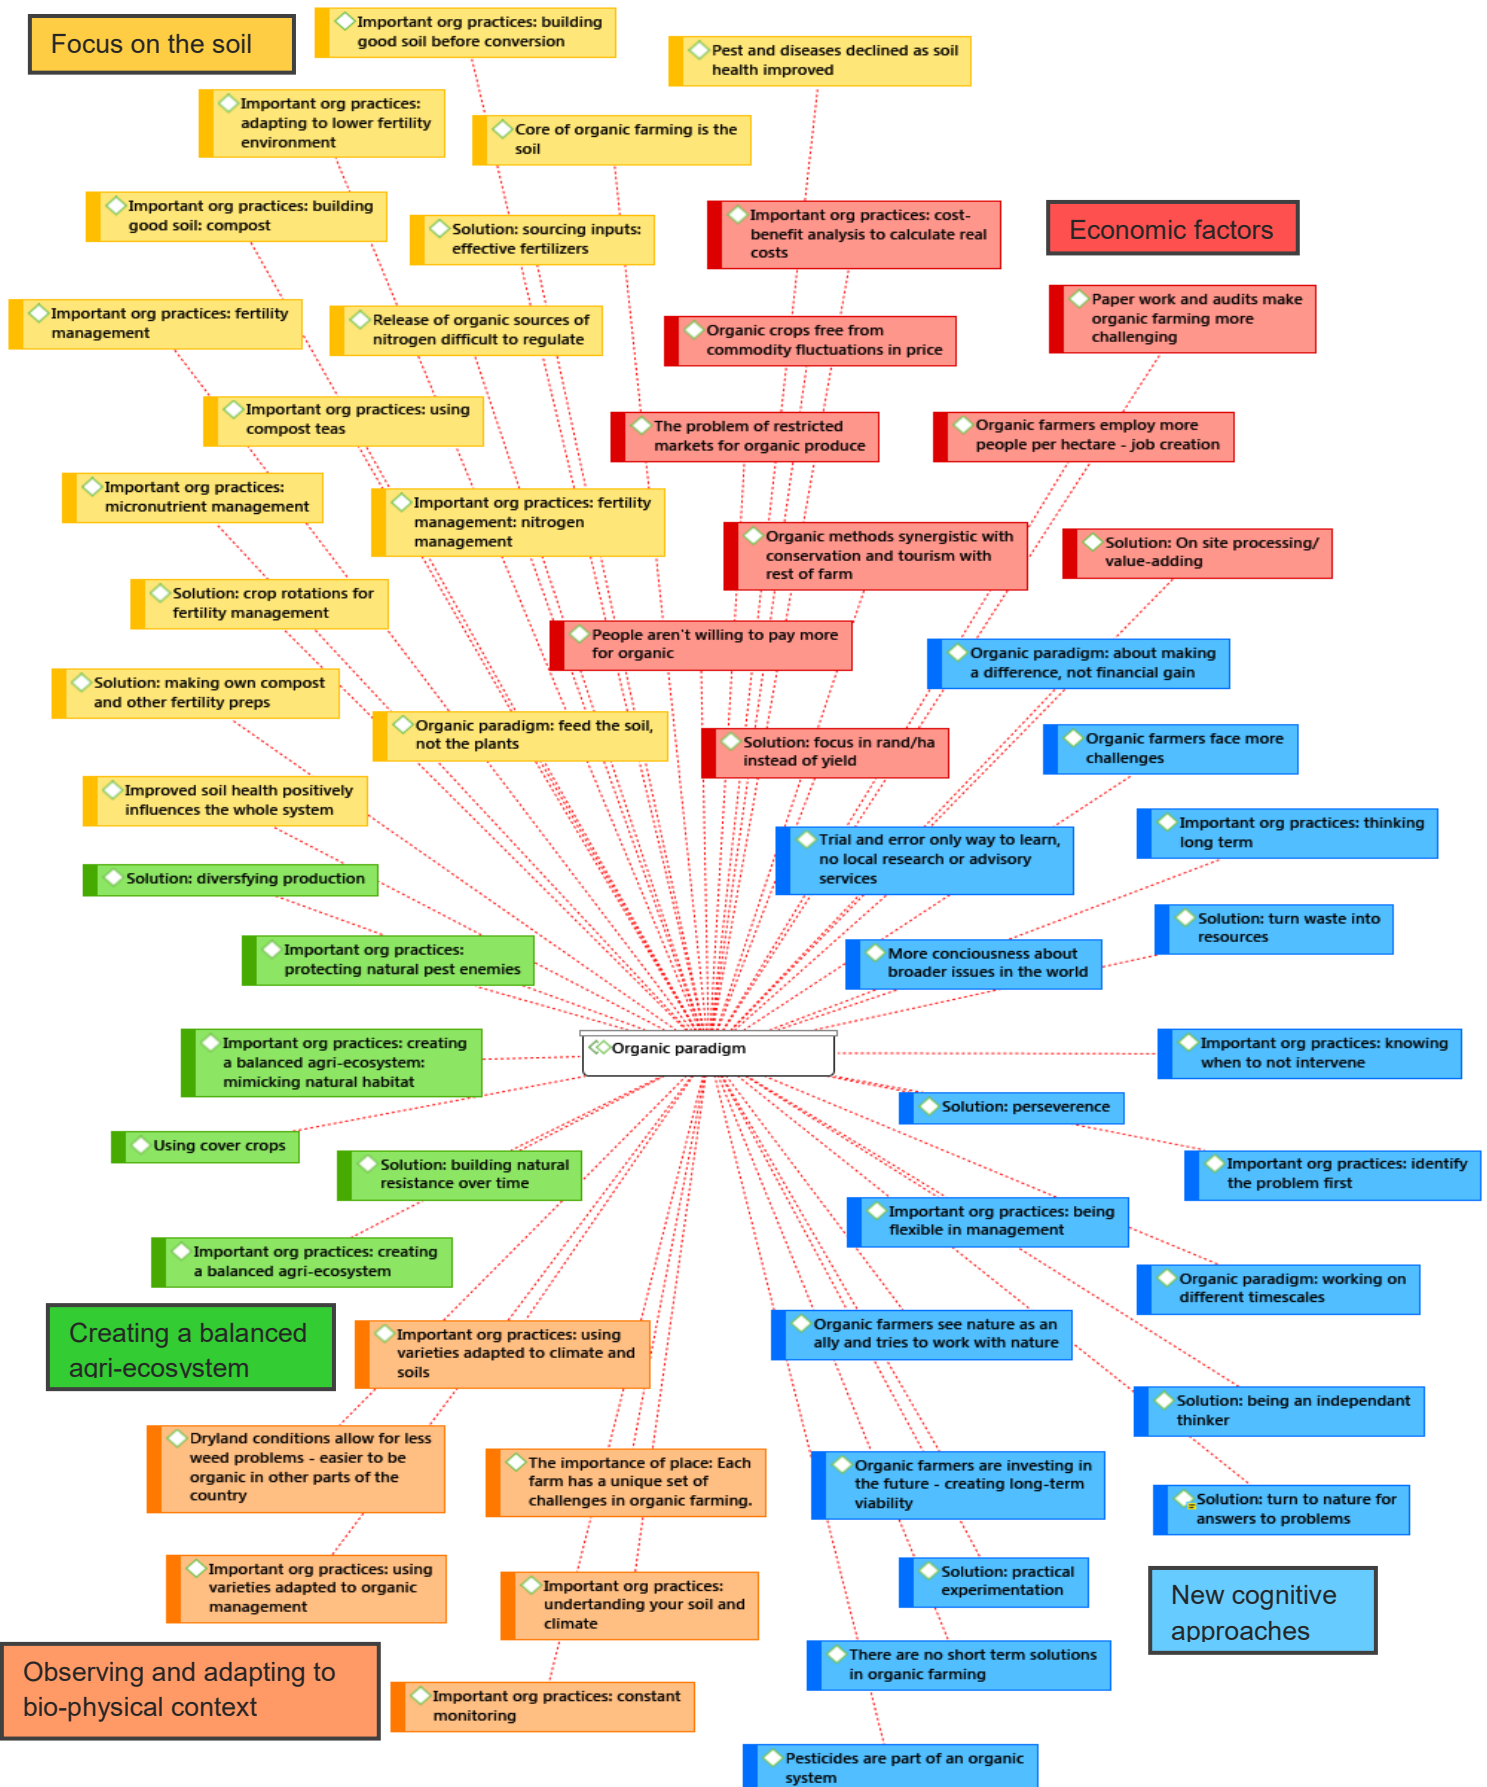 Focus on the soil
Important org practices: building
good soil before conversion
Pest and diseases declined as soil
health improved
Important org practices:
adapting to lower fertility
environment
Core of organic farming is the
soil
Important org practices: building
good soil: compost
Solution: sourcing inputs:
effective fertilizers
Important org practices: cost-
benefit analysis to calculate real
costs
Economic factors
Important org practices: fertility
management
Release of organic sources of
nitrogen difficult to regulate
Organic crops free from
commodity fluctuations in price
Paper work and audits make
organic farming more
challenging
Important org practices: using
compost teas
The problem of restricted
markets for organic produce
Organic farmers employ more
people per hectare - job creation
Important org practices:
micronutrient management
Important org practices: fertility
management: nitrogen
management
Organic methods synergistic with
conservation and tourism with
rest of farm
Solution: On site processing/
value-adding
Solution: crop rotations for
fertility management
People aren't willing to pay more
for organic
Organic paradigm: about making
a difference, not financial gain
Solution: making own compost
and other fertility preps
Organic paradigm: feed the soil,
not the plants
Solution: focus in rand/ha
instead of yield
Organic farmers face more
challenges
Improved soil health positively
influences the whole system
Trial and error only way to learn,
no local research or advisory
services
Important org practices: thinking
long term
Solution: diversfying production
Important org practices:
protecting natural pest enemies
More conciousness about
broader issues in the world
Solution: turn waste into
resources
Important org practices: creating
a balanced agri-ecosystem:
mimicking natural habitat
Organic paradigm
Important org practices: knowing
when to not intervene
Using cover crops
Solution: perseverence
Solution: building natural
resistance over time
Important org practices: identify
the problem first
Important org practices: creating
a balanced agri-ecosystem
Important org practices: being
flexible in management
Organic paradigm: working on
different timescales
Creating a balanced
agri-ecosystem
Important org practices: using
varieties adapted to climate and
soils
Organic farmers see nature as an
ally and tries to work with nature
Solution: being an independant
thinker
Dryland conditions allow for less
weed problems - easier to be
organic in other parts of the
country
The importance of place: Each
farm has a unique set of
challenges in organic farming.
Organic farmers are investing in
the future - creating long-term
viability
Solution: turn to nature for
answers to problems
Important org practices: using
varieties adapted to organic
management
Important org practices:
undertanding your soil and
climate
Solution: practical
experimentation
New cognitive
approaches
Observing and adapting to
bio-physical context
Important org practices: constant
monitoring
There are no short term solutions
in organic farming
Pesticides are part of an organic
system